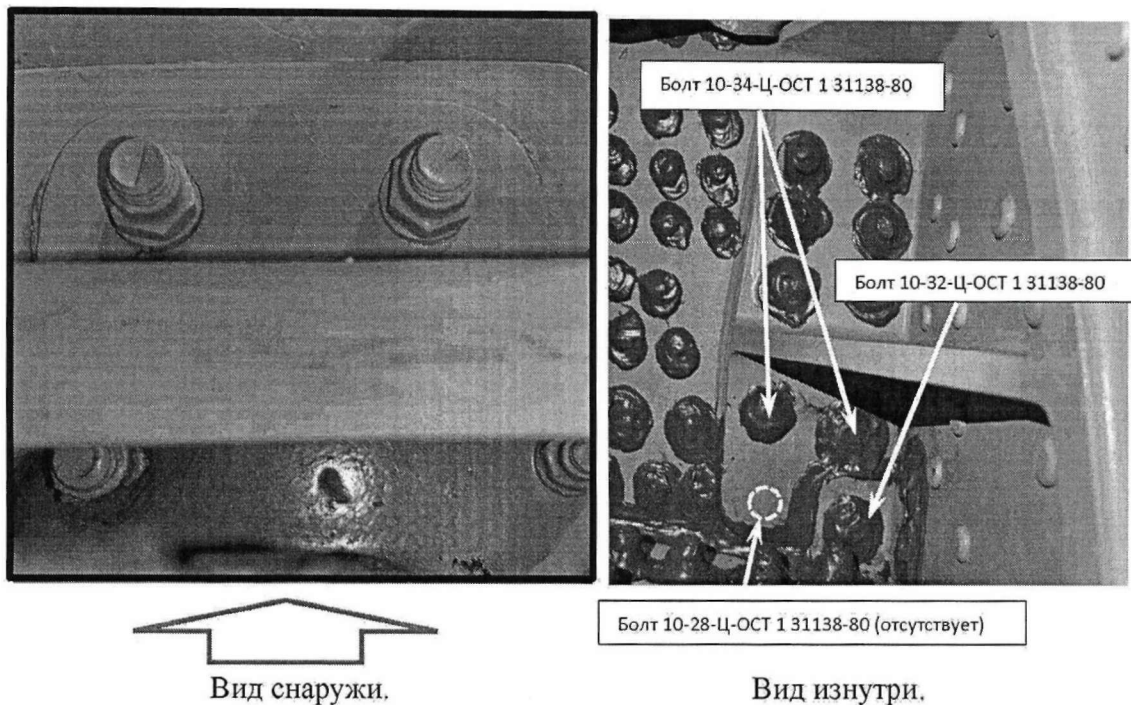 Болт 10-34-Ц-ОСТ 1 31138-80
Болт 10-32-Ц-ОСТ 1 31138-80
Болт 10-28-Ц-ОСТ 1 31138-80 (отсутствует)
Вид снаружи.
Вид изнутри.